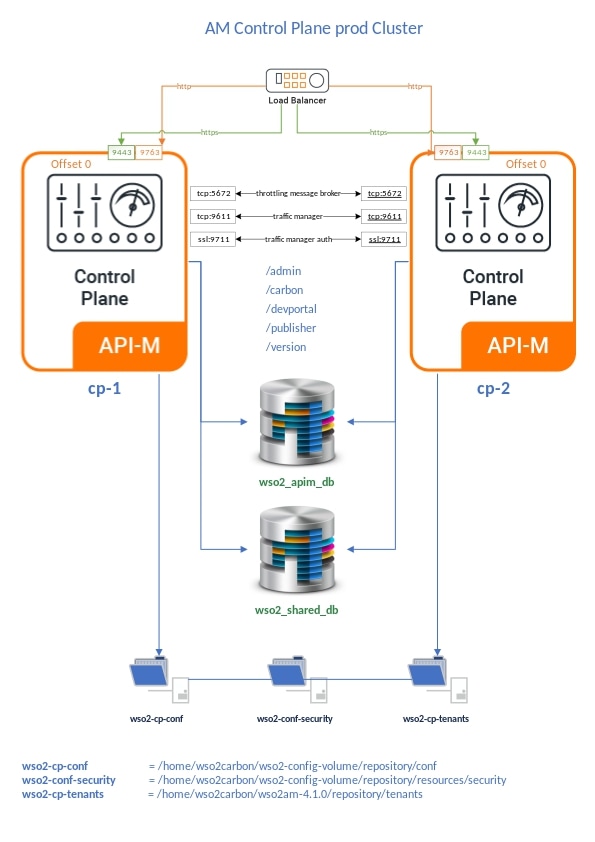 AM Control Plane prod Cluster
http
http
Load Balancer
https
https
9443 9763
9763 9443
Offset 0
Offset 0
tcp:5672 throttling message broker tcp:5672
tcp:9611 traffic manager tcp:9611
ssl:9711 traffic manager auth ssl:9711
Control
Plane
Control
Plane
/admin
/carbon
/devportal
/publisher
/version
API-M
API-M
cp-1
cp-2
wso2_apim_db
wso2_shared_db
wso2-cp-conf
wso2-conf-security
wso2-cp-tenants
wso2-cp-conf = /home/wso2carbon/wso2-config-volume/repository/conf
wso2-conf-security = /home/wso2carbon/wso2-config-volume/repository/resources/security
wso2-cp-tenants = /home/wso2carbon/wso2am-4.1.0/repository/tenants